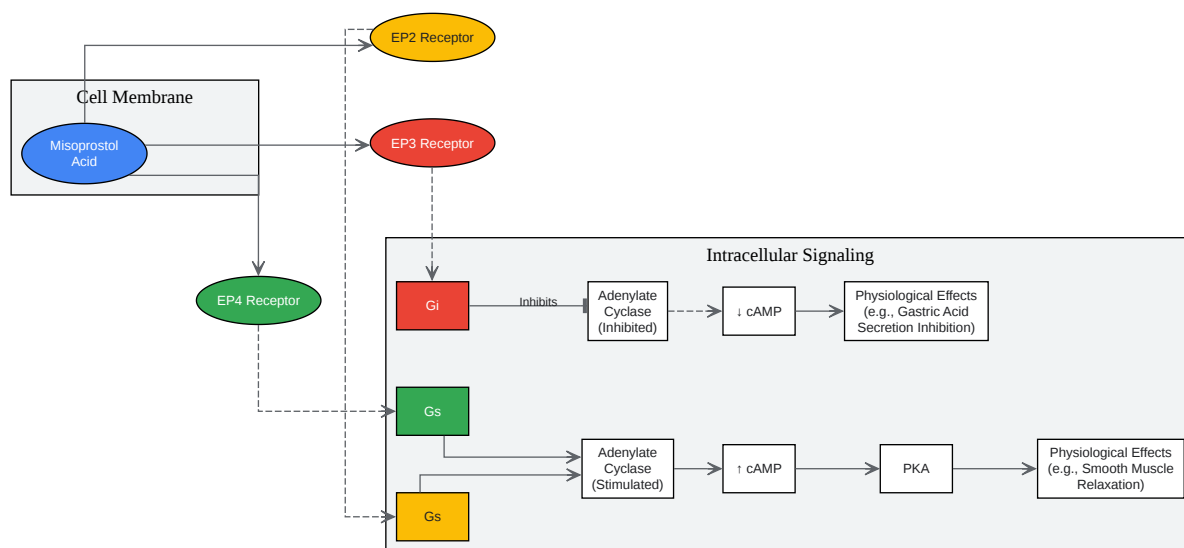 EP2 Receptor
Cell Membrane
Misoprostol
Acid
EP3 Receptor
Intracellular Signaling
EP4 Receptor
Gi
Inhibits
Adenylate
Cyclase
(Inhibited)
↓ cAMP
Physiological Effects
(e.g., Gastric Acid
Secretion Inhibition)
Gs
Adenylate
Cyclase
(Stimulated)
↑ cAMP
PKA
Physiological Effects
(e.g., Smooth Muscle
Relaxation)
Gs